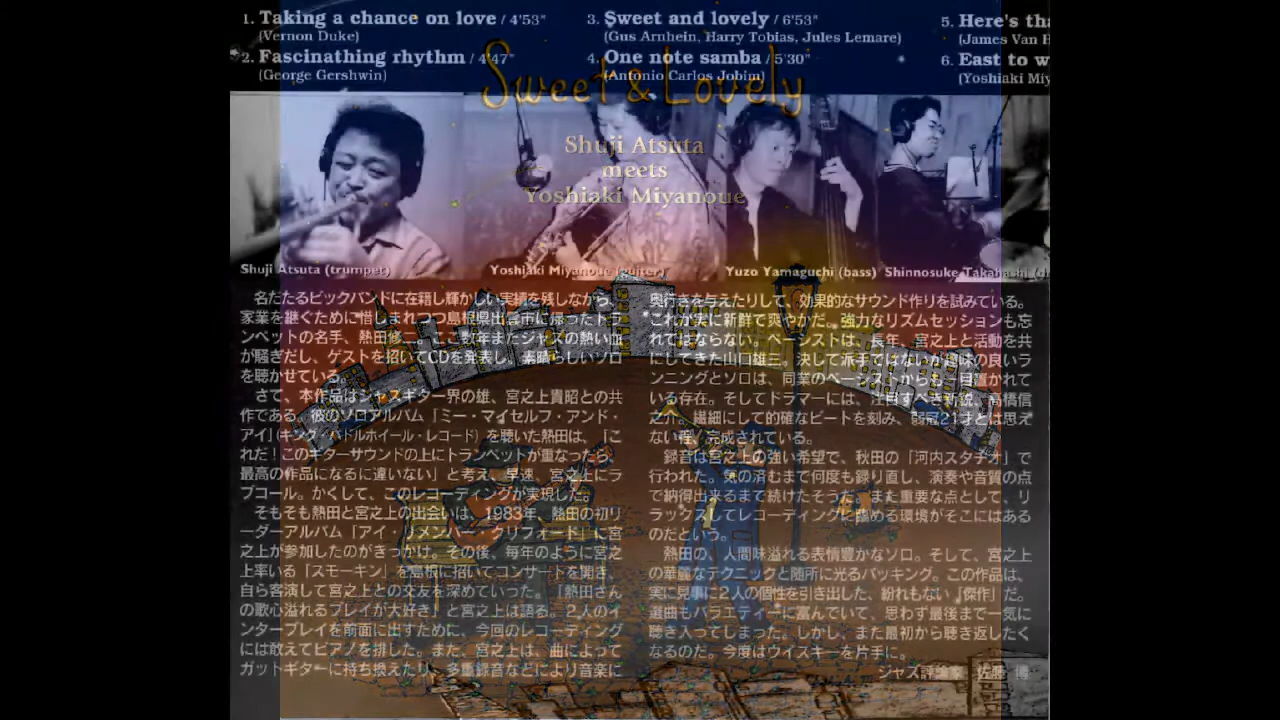 1. Taking a chance on love / 4'53"
(Vernon Duke)
2. Fascinathing rhythm / 4'47"
(George Gershwin)
3. Sweet and lovely / 6'53"
(Gus Arnhein, Harry Tobias, Jules Lemare)
4. One note samba / 5'30"
(Antonio Carlos Jobim)
5. Here's tha
(James Van H
6. East to w
(Yoshiaki Miy
Sweet & Lovely
Shuji Atsuta
meets
Yoshiaki Miyanoue
Shuji Atsuta (trumpet)
Yoshiaki Miyanoue (guiter)
Yuzo Yamaguchi (bass)
Shinnosuke Takahashi (d
名だたるビックバンドに在籍し輝かしい実績を残しながら、
家業を継ぐために惜しまれつつ島根県出雲市に帰ったトラ
ンペットの名手、熱田修二。ここ数年またジャズの熱い血
が騒ぎだし、ゲストを招いてCDを発表し、素晴らしいソロ
を聴かせている。
さて、本作品はジャズギター界の雄、宮之上貴昭との共
作である。彼のソロアルバム「ミー・マイセルフ・アンド・
アイ」(キング/パドルホイール・レコード) を聴いた熱田は、「こ
れだ！このギターサウンドの上にトランペットが重なったら、
最高の作品になるに違いない」と考え、早速、宮之上にラ
ブコール。かくして、このレコーディングが実現した。
そもそも熱田と宮之上の出会いは、1983年、熱田の初リ
ーダーアルバム「アイ・リメンバー・クリフォード」に宮
之上が参加したのがきっかけ。その後、毎年のように宮之
上率いる「スモーキン」を島根に招いてコンサートを開き、
自ら客演して宮之上との交友を深めていった。「熱田さん
の歌心溢れるプレイが大好き」と宮之上は語る。2人のイ
ンタープレイを前面に出すために、今回のレコーディング
には敢えてピアノを排した。また、宮之上は、曲によって
ガットギターに持ち換えたり、多重録音などにより音楽に
奥行きを与えたりして、効果的なサウンド作りを試みている。
これが実に新鮮で爽やかだ。強力なリズムセッションも忘
れてはならない。ベーシストは、長年、宮之上と活動を共
にしてきた山口雄三。決して派手ではないが趣味の良いラ
ンニングとソロは、同業のベーシストからも一目置かれて
いる存在。そしてドラマーには、注目すべき新鋭、高橋信
之介。繊細にして的確なビートを刻み、弱冠21才とは思え
ない程、完成されている。
録音は宮之上の強い希望で、秋田の「河内スタヂオ」で
行われた。気の済むまで何度も録り直し、演奏や音質の点
で納得出来るまで続けたそうだ。また重要な点として、リ
ラックスしてレコーディングに臨める環境がそこにはある
のだという。
熱田の、人間味溢れる表情豊かなソロ。そして、宮之上
の華麗なテクニックと随所に光るバッキング。この作品は、
実に見事に2人の個性を引き出した、紛れもない「傑作」だ。
選曲もバラエティーに富んでいて、思わず最後まで一気に
聴き入ってしまった。しかし、また最初から聴き返したく
なるのだ。今度はウイスキーを片手に。
ジャズ評論家 佐藤 博